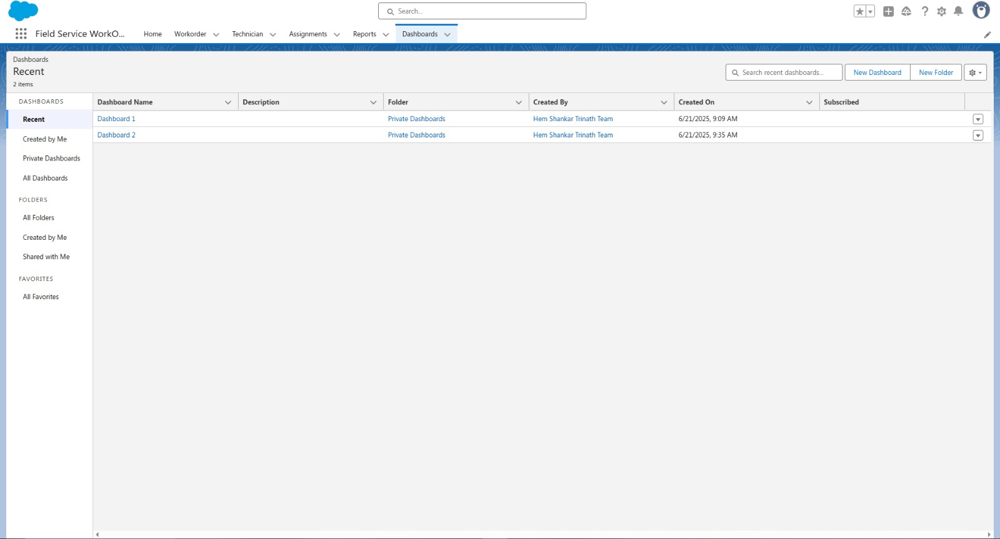 Search...
Field Service WorkO...
Home
Workorder
Technician
Assignments
Reports
Dashboards
Dashboards
Recent
2 items
Search recent dashboards...
New Dashboard
New Folder
DASHBOARDS
Recent
Created by Me
Private Dashboards
All Dashboards
FOLDERS
All Folders
Created by Me
Shared with Me
FAVORITES
All Favorites
Dashboard Name Description Folder Created By Created On Subscribed
Dashboard 1 Private Dashboards Hem Shankar Trinath Team 6/21/2025, 9:09 AM
Dashboard 2 Private Dashboards Hem Shankar Trinath Team 6/21/2025, 9:35 AM